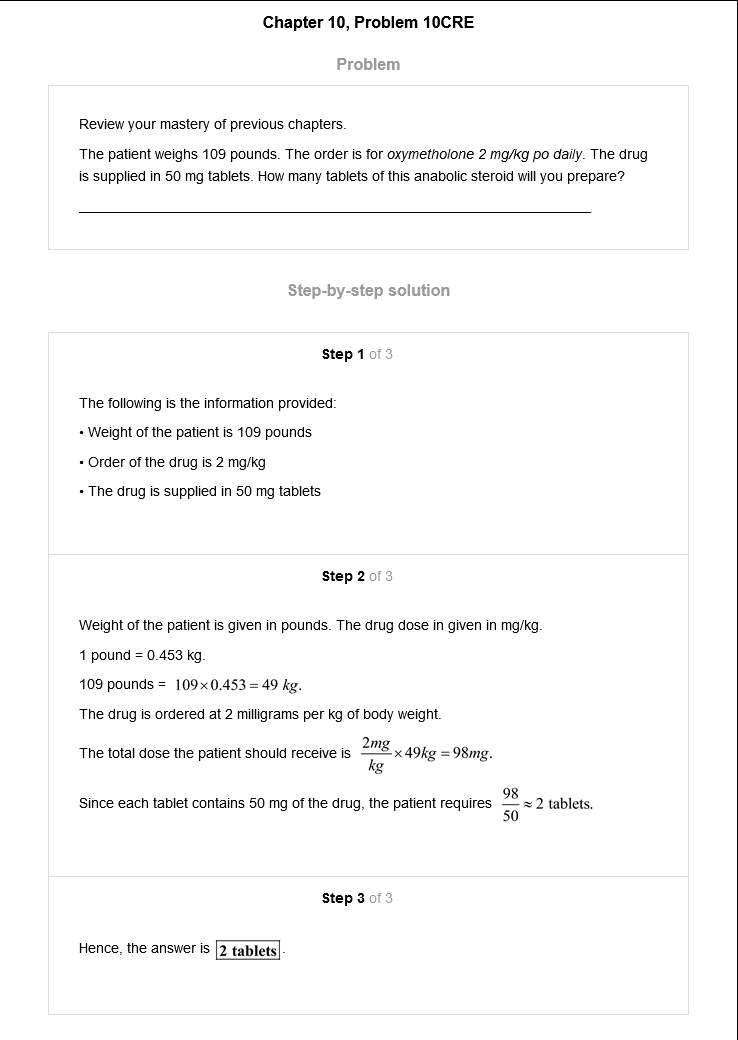 Chapter 10, Problem 10CRE
Problem
Review your mastery of previous chapters.
The patient weighs 109 pounds. The order is for oxymetholone 2 mg/kg po daily. The drug
is supplied in 50 mg tablets. How many tablets of this anabolic steroid will you prepare?
Step-by-step solution
Step 1 of 3
The following is the information provided:
• Weight of the patient is 109 pounds
• Order of the drug is 2 mg/kg
• The drug is supplied in 50 mg tablets
Step 2 of 3
Weight of the patient is given in pounds. The drug dose in given in mg/kg.
1 pound = 0.453 kg.
109 pounds = 109×0.453 = 49 kg.
The drug is ordered at 2 milligrams per kg of body weight.
The total dose the patient should receive is 2mg/kg × 49kg = 98mg.
Since each tablet contains 50 mg of the drug, the patient requires 98/50 ≈ 2 tablets.
Step 3 of 3
Hence, the answer is 2 tablets.